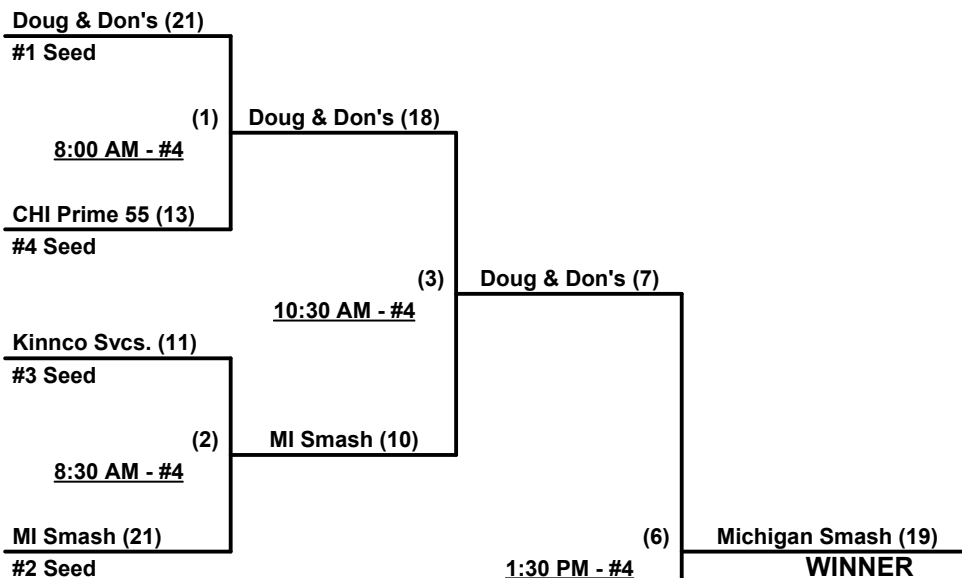 Doug & Don's (21)
#1 Seed
(1) Doug & Don's (18)
8:00 AM - #4
CHI Prime 55 (13)
#4 Seed
(3) Doug & Don's (7)
10:30 AM - #4
Kinnco Svcs. (11)
#3 Seed
(2) MI Smash (10)
8:30 AM - #4
MI Smash (21)
#2 Seed
(6) Michigan Smash (19)
1:30 PM - #4
WINNER